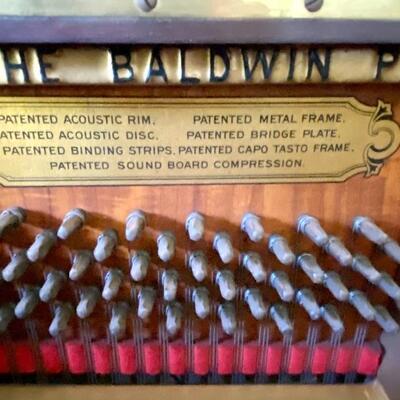 HE BALDWIN P
PATENTED ACOUSTIC RIM, PATENTED METAL FRAME,
PATENTED ACOUSTIC DISC, PATENTED BRIDGE PLATE,
PATENTED BINDING STRIPS, PATENTED CAPO TASTO FRAME,
PATENTED SOUND BOARD COMPRESSION.